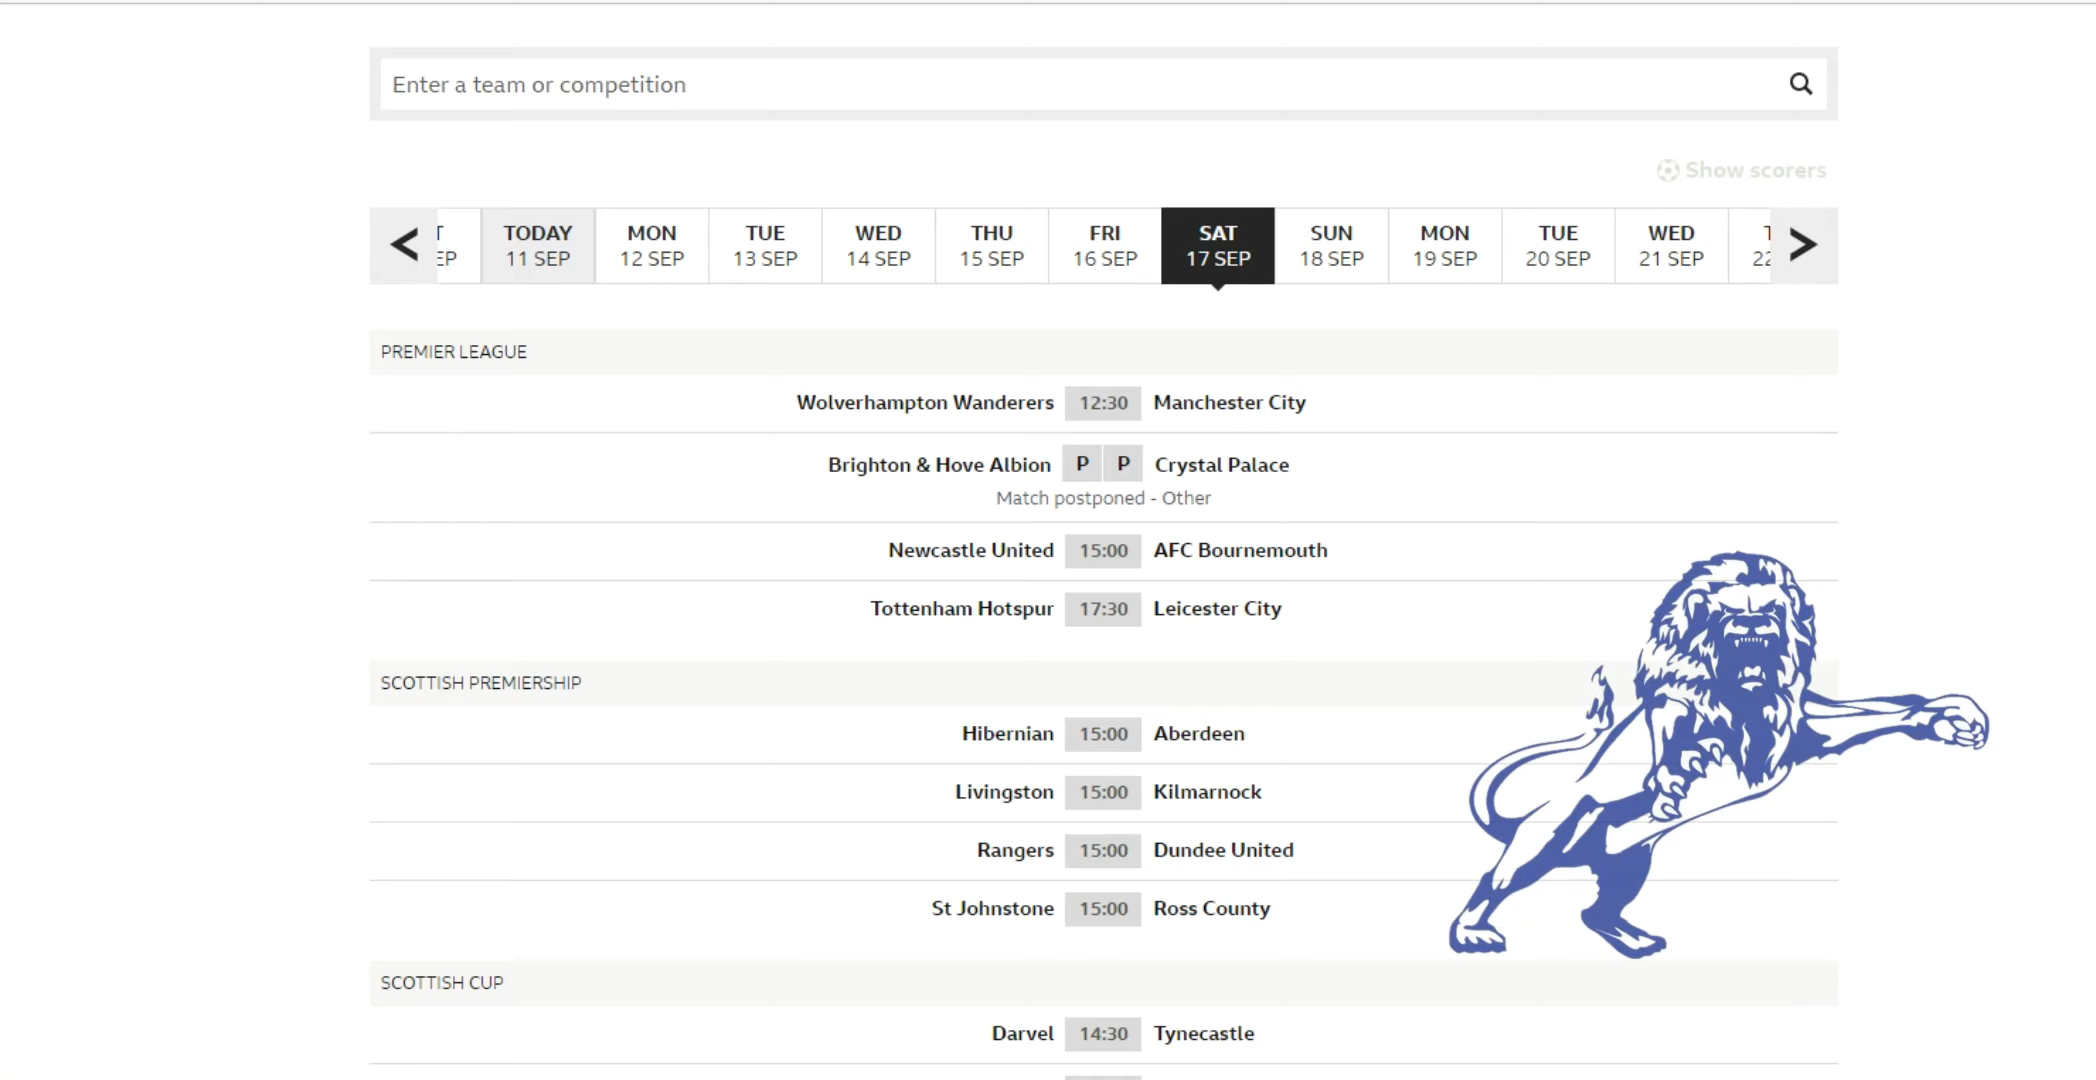 Enter a team or competition
Show scorers
T TODAY MON TUE WED THU FRI SAT SUN MON TUE WED T
EP 11 SEP 12 SEP 13 SEP 14 SEP 15 SEP 16 SEP 17 SEP 18 SEP 19 SEP 20 SEP 21 SEP 22
PREMIER LEAGUE
Wolverhampton Wanderers 12:30 Manchester City
Brighton & Hove Albion P P Crystal Palace
Match postponed - Other
Newcastle United 15:00 AFC Bournemouth
Tottenham Hotspur 17:30 Leicester City
SCOTTISH PREMIERSHIP
Hibernian 15:00 Aberdeen
Livingston 15:00 Kilmarnock
Rangers 15:00 Dundee United
St Johnstone 15:00 Ross County
SCOTTISH CUP
Darvel 14:30 Tynecastle